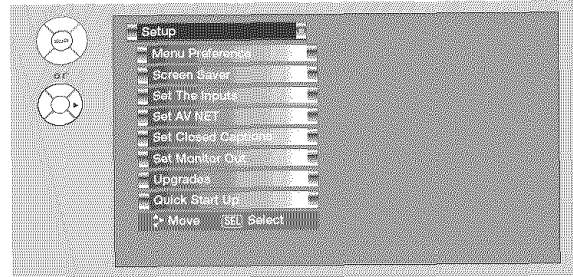 Setup
Menu Preference
Screen Saver
Set The Inputs
Set AV NET
Set Closed Captions
Set Monitor Out
Upgrades
Quick Start Up
Move SEL Select
or